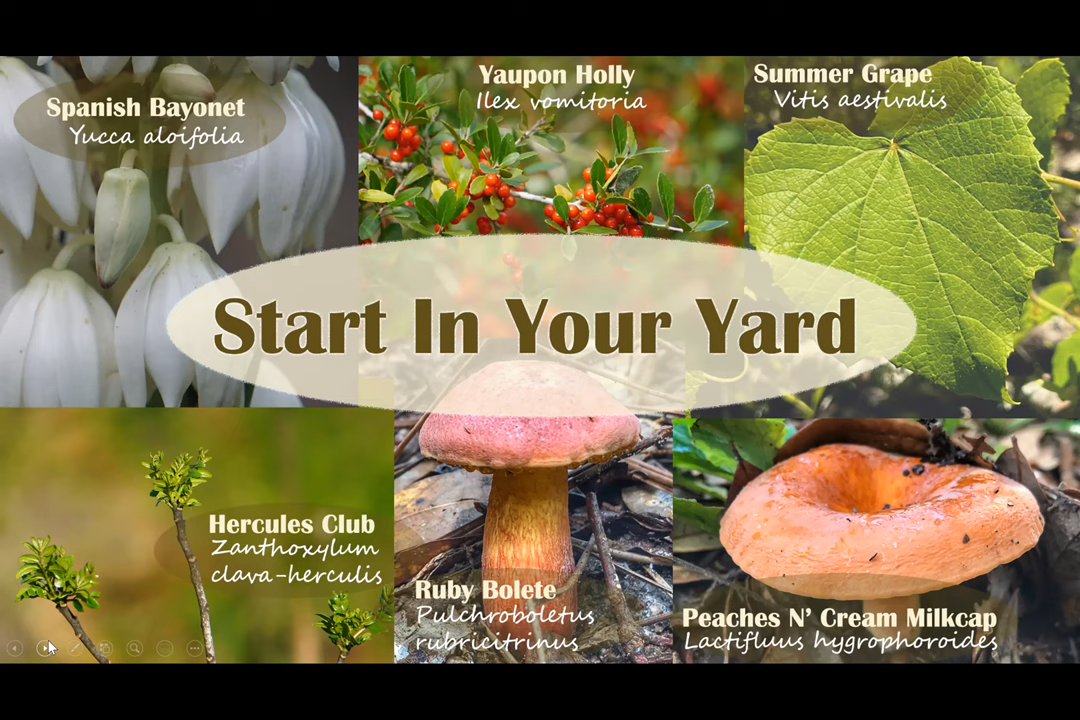 Spanish Bayonet
Yucca aloifolia
Yaupon Holly
Ilex vomitoria
Summer Grape
Vitis aestivalis
Start In Your Yard
Hercules Club
Zanthoxylum
clava-herculis
Ruby Bolete
Pulchroboletus
rubricitrinus
Peaches N' Cream Milkcap
Lactifluus hygrophoroides